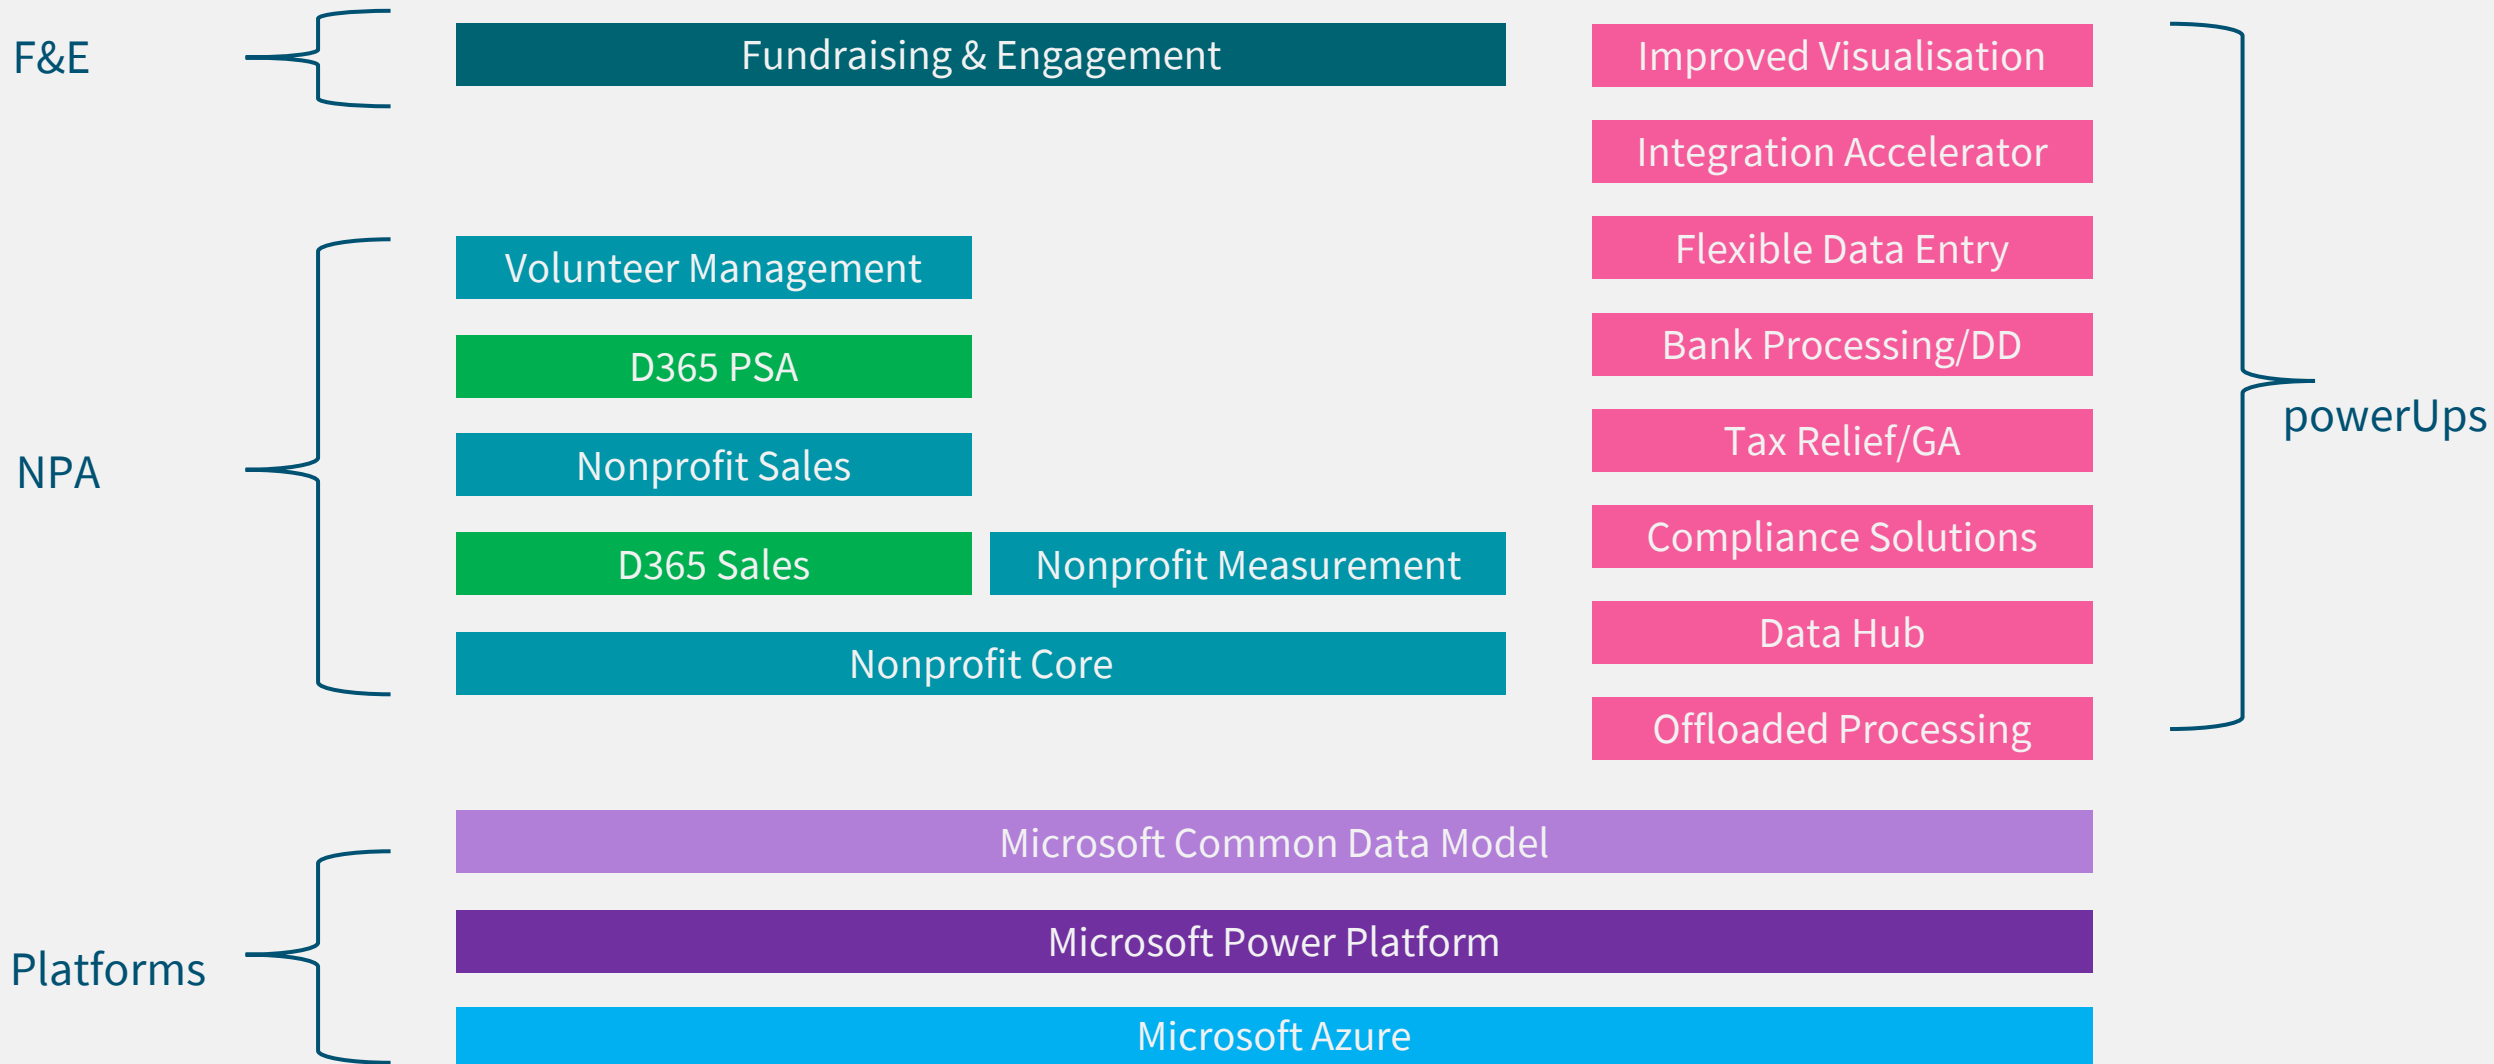 F&E
Fundraising & Engagement
NPA
Volunteer Management
D365 PSA
Nonprofit Sales
D365 Sales
Nonprofit Measurement
Nonprofit Core
Improved Visualisation
Integration Accelerator
Flexible Data Entry
Bank Processing/DD
Tax Relief/GA
Compliance Solutions
Data Hub
Offloaded Processing
powerUps
Platforms
Microsoft Common Data Model
Microsoft Power Platform
Microsoft Azure